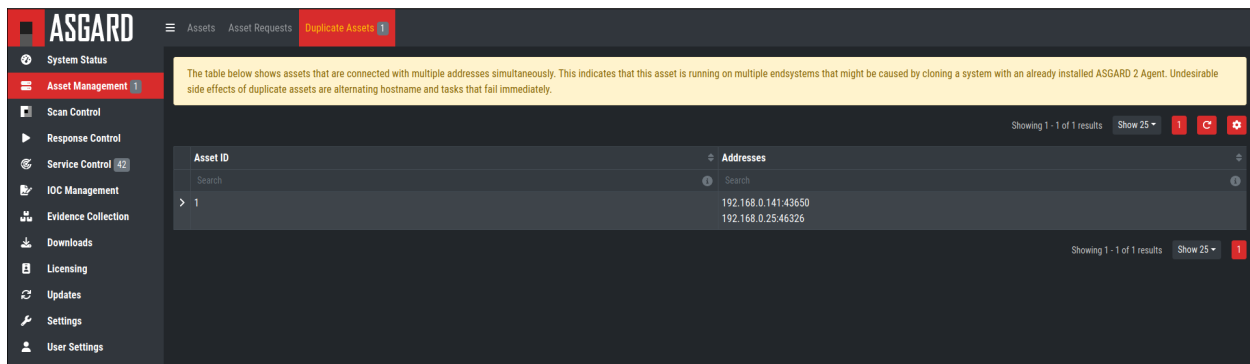 ASGARD
Assets Asset Requests Duplicate Assets 1
System Status
Asset Management 1
Scan Control
Response Control
Service Control 42
IOC Management
Evidence Collection
Downloads
Licensing
Updates
Settings
User Settings
The table below shows assets that are connected with multiple addresses simultaneously. This indicates that this asset is running on multiple endsystems that might be caused by cloning a system with an already installed ASGARD 2 Agent. Undesirable
side effects of duplicate assets are alternating hostname and tasks that fail immediately.
Showing 1 - 1 of 1 results Show 25 1
Asset ID Addresses
Search Search
1 192.168.0.141:43650
192.168.0.25:46326
Showing 1 - 1 of 1 results Show 25 1